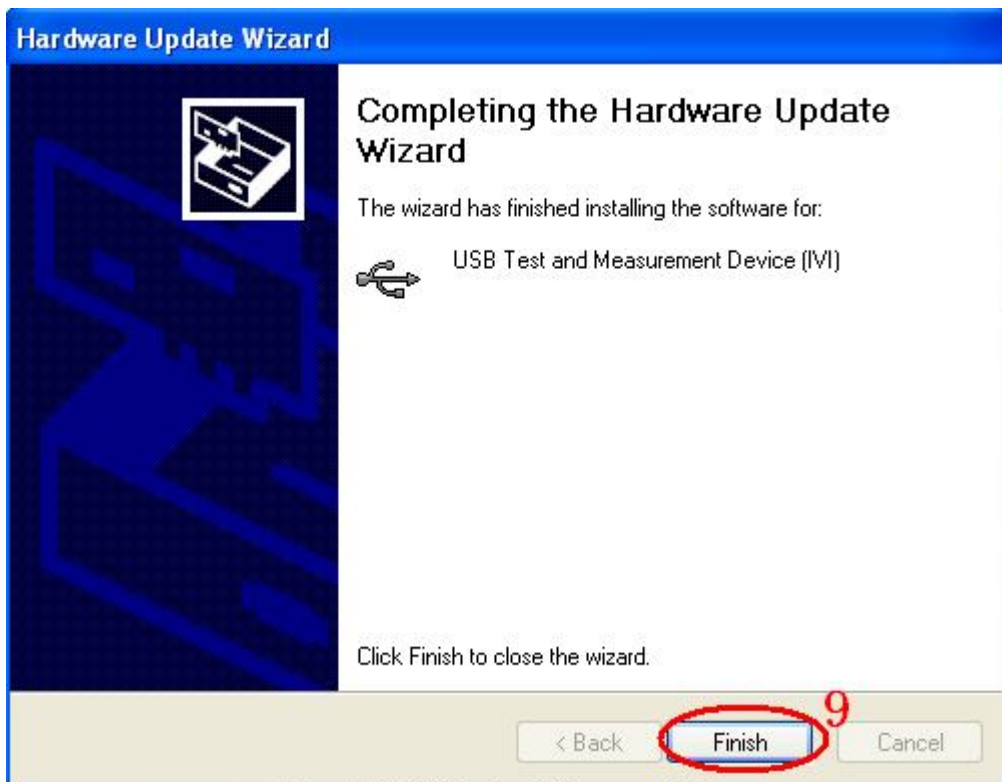 Hardware Update Wizard
Completing the Hardware Update
Wizard
The wizard has finished installing the software for:
USB Test and Measurement Device (IVI)
Click Finish to close the wizard.
9
< Back
Finish
Cancel